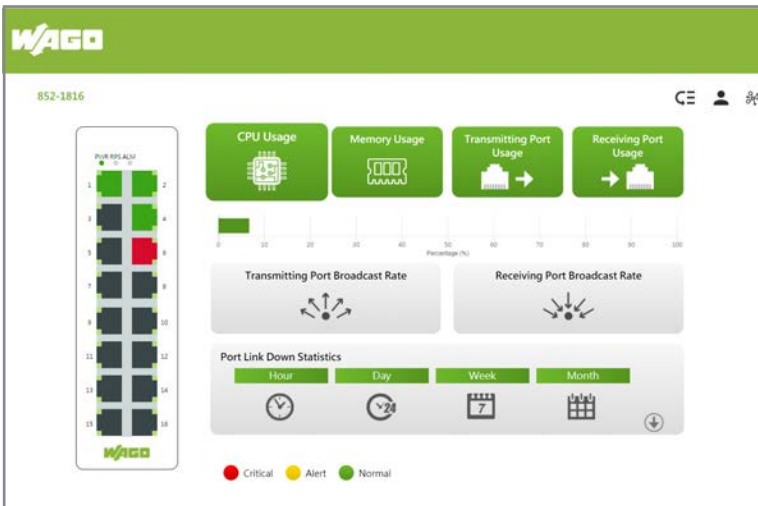 WAGO
852-1816
PWR RPS ALM
1 2
3 4
5 6
7 8
9 10
11 12
13 14
15 16
WAGO
CPU Usage
Memory Usage
Transmitting Port
Usage
Receiving Port
Usage
0 10 20 30 40 50 60 70 80 90 100
Percentage (%)
Transmitting Port Broadcast Rate
Receiving Port Broadcast Rate
Port Link Down Statistics
Hour Day Week Month
24 7
Critical Alert Normal